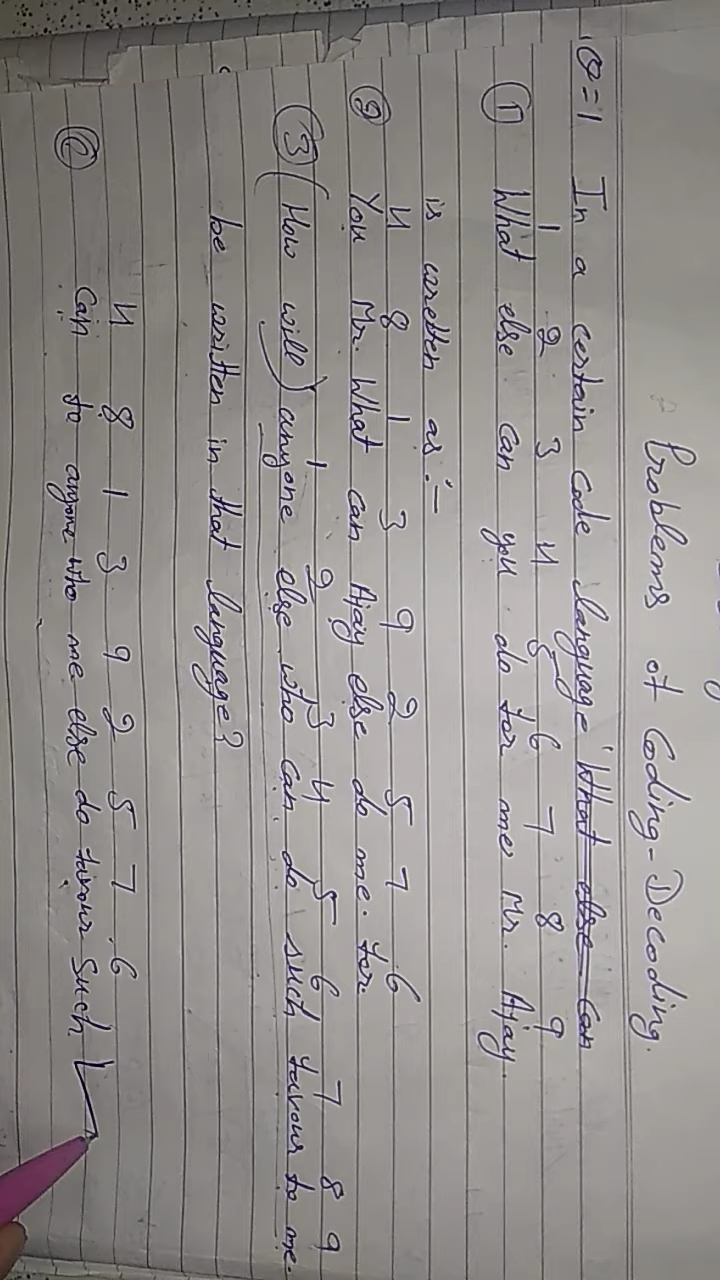 Problems of Coding-Decoding.
Q=1 In a certain code language 'What else can
1 2 3 4 5 6 7 8 9
① What else can you do for me Mr. Ajay.
is wretten as:-
4 8 1 3 9 2 5 7 6
② You Mr. What can Ajay else do me. for
1 2 3 4 5 6 7 8 9
③ (How will) anyone else who can do such favour to me.
be written in that language?
4 8 1 3 9 2 5 7 6
Ⓒ Can to anyone who me else do favour Such.